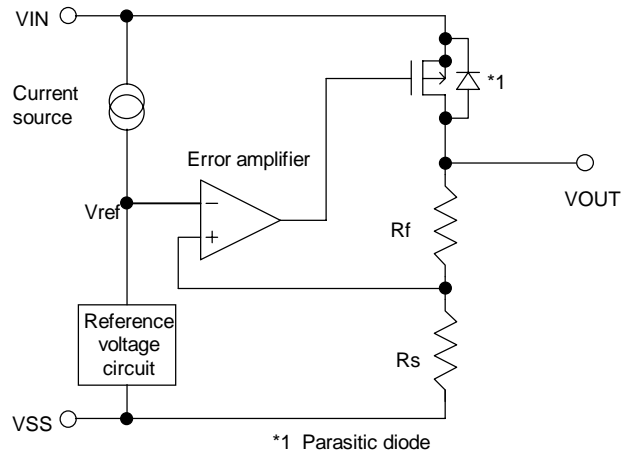 VIN
*1
Current
source
Error amplifier
Vref
−
+
VOUT
Rf
Reference
voltage
circuit
Rs
VSS
*1 Parasitic diode